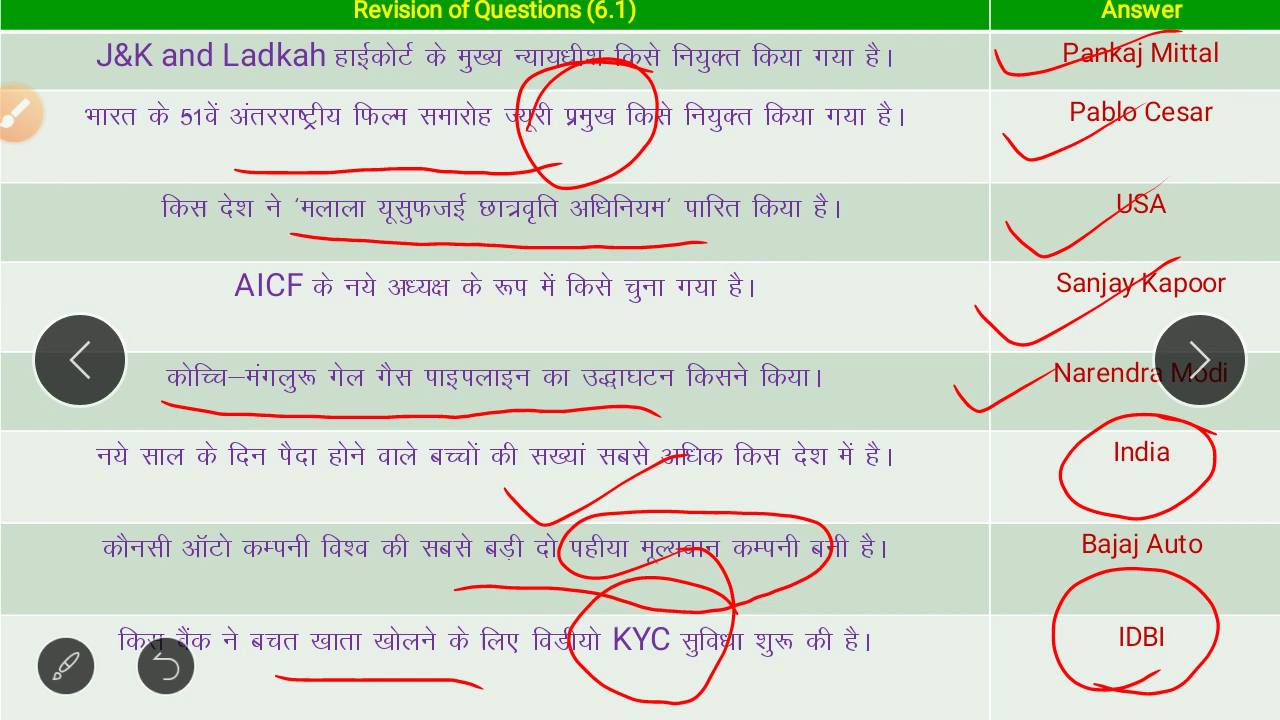 Revision of Questions (6.1) Answer
J&K and Ladkah हाईकोर्ट के मुख्य न्यायधीश किसे नियुक्त किया गया है। Pankaj Mittal
भारत के 51वें अंतरराष्ट्रीय फिल्म समारोह ज्यूरी प्रमुख किसे नियुक्त किया गया है। Pablo Cesar
किस देश ने 'मलाला यूसुफजई छात्रवृति अधिनियम' पारित किया है। USA
AICF के नये अध्यक्ष के रूप में किसे चुना गया है। Sanjay Kapoor
कोच्चि–मंगलुरू गेल गैस पाइपलाइन का उद्घाघटन किसने किया। Narendra Modi
नये साल के दिन पैदा होने वाले बच्चों की सख्यां सबसे अधिक किस देश में है। India
कौनसी ऑटो कम्पनी विश्व की सबसे बड़ी दो पहीया मूल्यवान कम्पनी बनी है। Bajaj Auto
किस बैंक ने बचत खाता खोलने के लिए विडीयो KYC सुविधा शुरू की है। IDBI